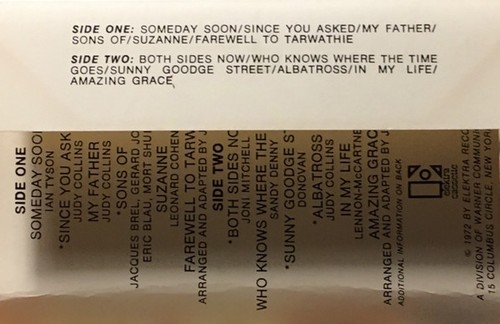 SIDE ONE: SOMEDAY SOON/SINCE YOU ASKED/MY FATHER/
SONS OF/SUZANNE/FAREWELL TO TARWATHIE
SIDE TWO: BOTH SIDES NOW/WHO KNOWS WHERE THE TIME
GOES/SUNNY GOODGE STREET/ALBATROSS/IN MY LIFE/
AMAZING GRACE
SIDE ONE
SOMEDAY SOO
IAN TYSON
*SINCE YOU ASK
JUDY COLLINS
MY FATHER
JUDY COLLINS
*SONS OF
JACQUES BREL, GERARD JO
ERIC BLAU, MORT SHU
SUZANNE
LEONARD COHEN
FAREWELL TO TARW
ARRANGED AND ADAPTED BY J
SIDE TWO
*BOTH SIDES NO
JONI MITCHELL
WHO KNOWS WHERE THE
SANDY DENNY
*SUNNY GOODGE ST
DONOVAN
*ALBATROSS
JUDY COLLINS
IN MY LIFE
LENNON-McCARTNE
AMAZING GRAC
ARRANGED AND ADAPTED BY J
ADDITIONAL INFORMATION ON BACK
elektra
cassette
© 1972 BY ELEKTRA RECO
A DIVISION OF WARNER COMMUNI
15 COLUMBUS CIRCLE NEW YOR